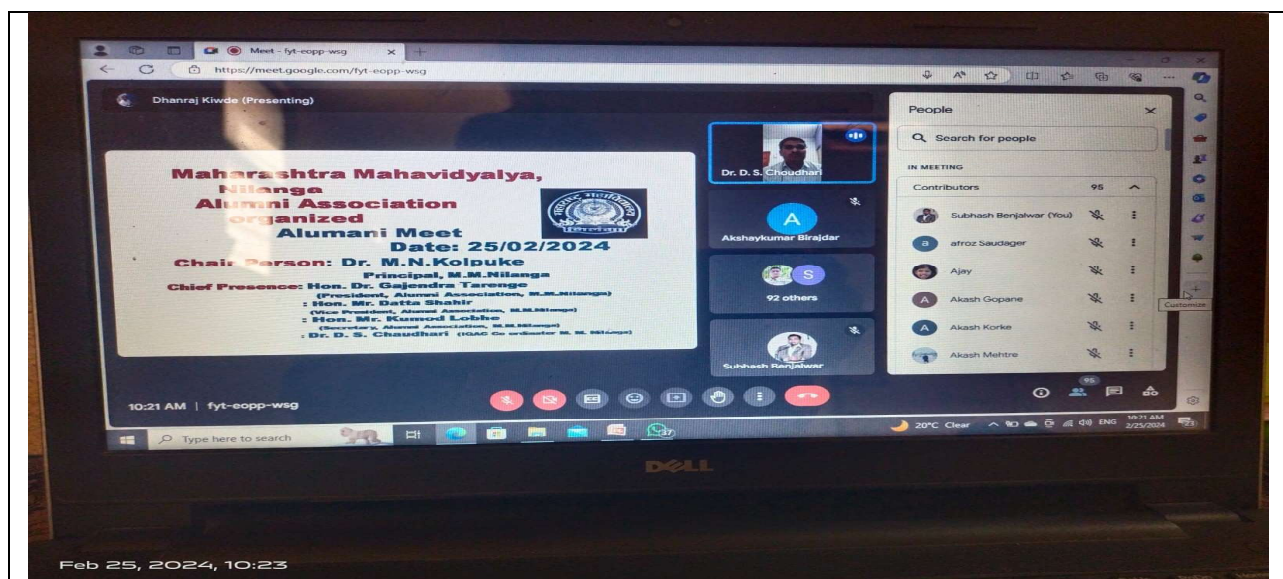 Meet - fyt-eopp-wsg
https://meet.google.com/fyt-eopp-wsg
Dhanraj Kiwde (Presenting)
Maharashtra Mahavidyalya,
Nilanga
Alumni Association
organized
Alumani Meet
Date: 25/02/2024
Chair Person: Dr. M.N.Kolpuke
Principal, M.M.Nilanga
Chief Presence: Hon. Dr. Gajendra Tarange
(President, Alumni Association, M.M.Nilanga)
: Hon. Mr. Datta Shahir
(Vice President, Alumni Association, M.M.Nilanga)
: Hon. Mr. Kumod Lobhe
(Secretary, Alumni Association, M.M.Nilanga)
: Dr. D. S. Chaudhari (IQAC Co ordinator M. M. Nilanga)
Dr. D. S. Choudhari
A
Akshaykumar Birajdar
S
92 others
Subhash Benjalwar
People
Search for people
IN MEETING
Contributors 95
Subhash Benjalwar (You)
a afroz Saudager
Ajay
A Akash Gopane
A Akash Korke
Akash Mehtre
Customize
10:21 AM | fyt-eopp-wsg
95
Type here to search
37
20°C Clear
ENG
10:21 AM
2/25/2024
DELL
Feb 25, 2024, 10:23